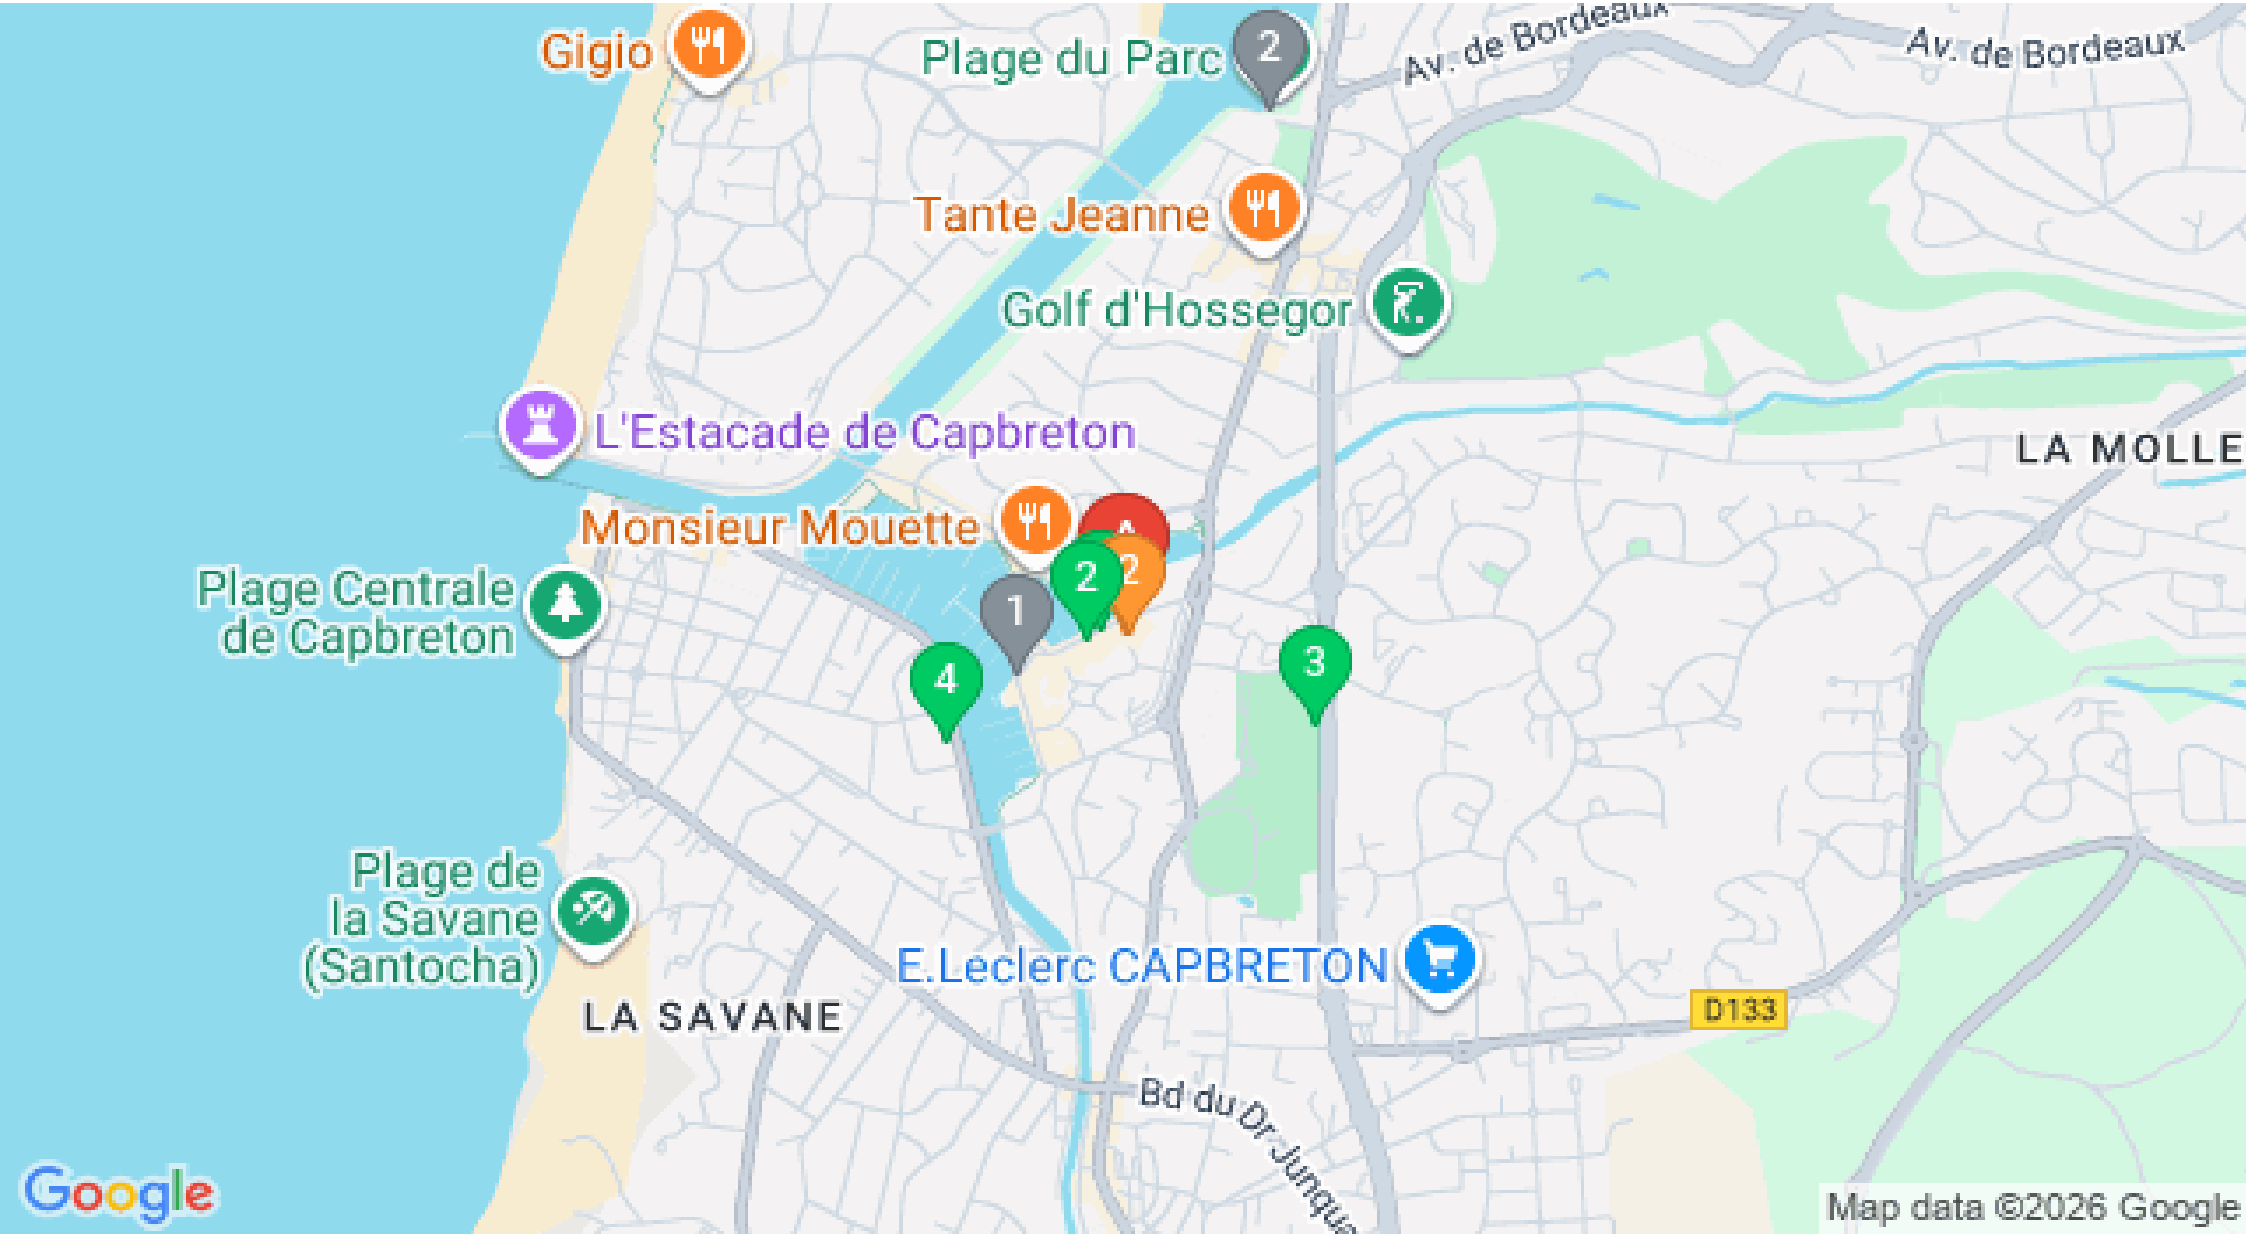 Gigio
Plage du Parc
2
Av. de Bordeaux
Av. de Bordeaux
Tante Jeanne
Golf d'Hossegor
L'Estacade de Capbreton
LA MOLLE
Monsieur Mouette
2
2
1
Plage Centrale
de Capbreton
4
3
Plage de
la Savane
(Santocha)
E.Leclerc CAPBRETON
LA SAVANE
D133
Bd du Dr Junqu
Google
Map data ©2026 Google